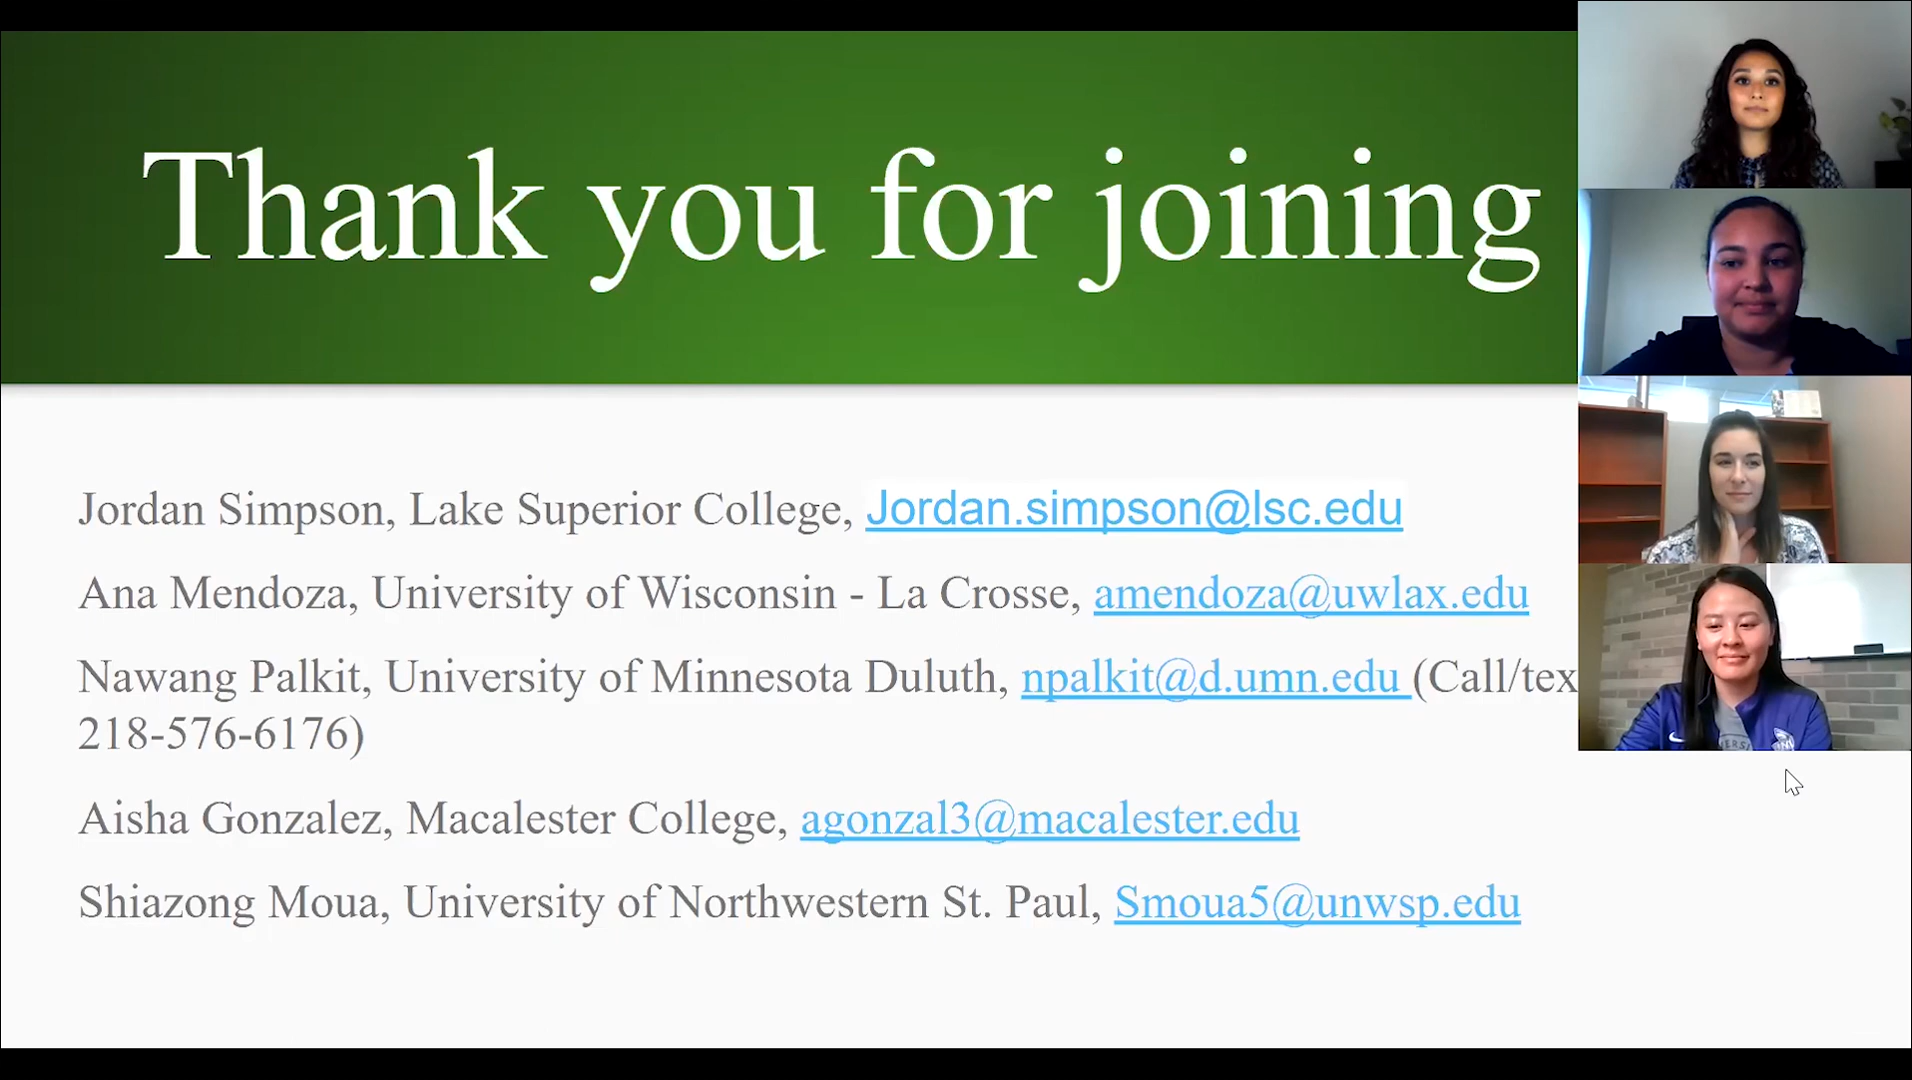 Thank you for joining
Jordan Simpson, Lake Superior College, Jordan.simpson@lsc.edu
Ana Mendoza, University of Wisconsin - La Crosse, amendoza@uwlax.edu
Nawang Palkit, University of Minnesota Duluth, npalkit@d.umn.edu (Call/tex
218-576-6176)
Aisha Gonzalez, Macalester College, agonzal3@macalester.edu
Shiazong Moua, University of Northwestern St. Paul, Smoua5@unwsp.edu